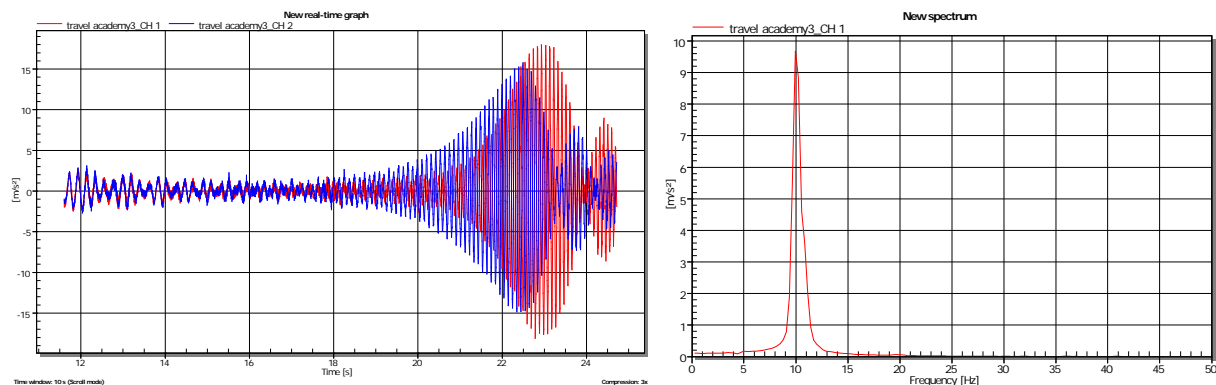 New real-time graph
travel academy3_CH 1 travel academy3_CH 2
15
10
5
0
-5
-10
-15
[m/s²]
12 14 16 18 20 22 24
Time [s]
Time window: 10 s (Scroll mode) Compression: 3x
New spectrum
travel academy3_CH 1
10
9
8
7
6
5
4
3
2
1
0
[m/s²]
0 5 10 15 20 25 30 35 40 45 50
Frequency [Hz]